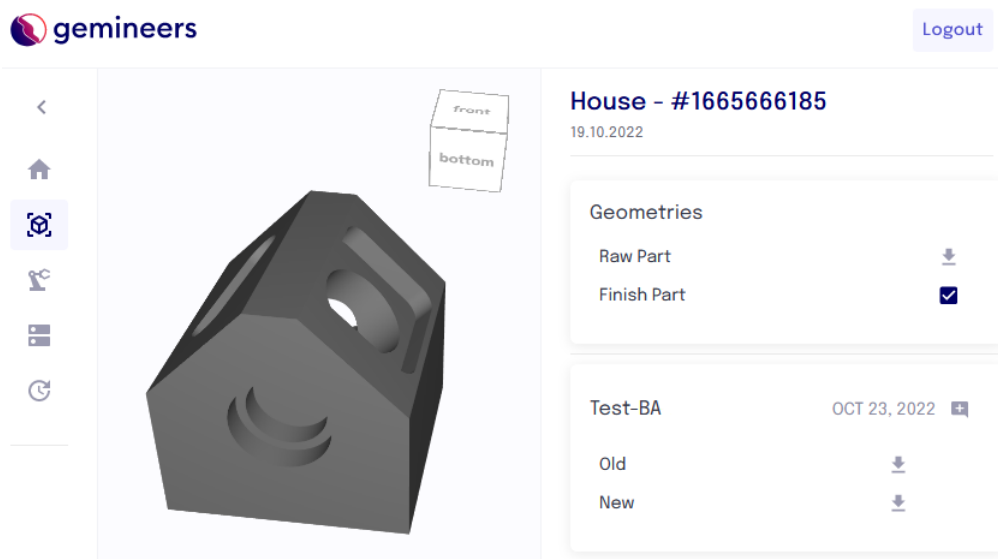 gemineers
Logout
front
bottom
House - #1665666185
19.10.2022
Geometries
Raw Part
Finish Part
Test-BA OCT 23, 2022
Old
New